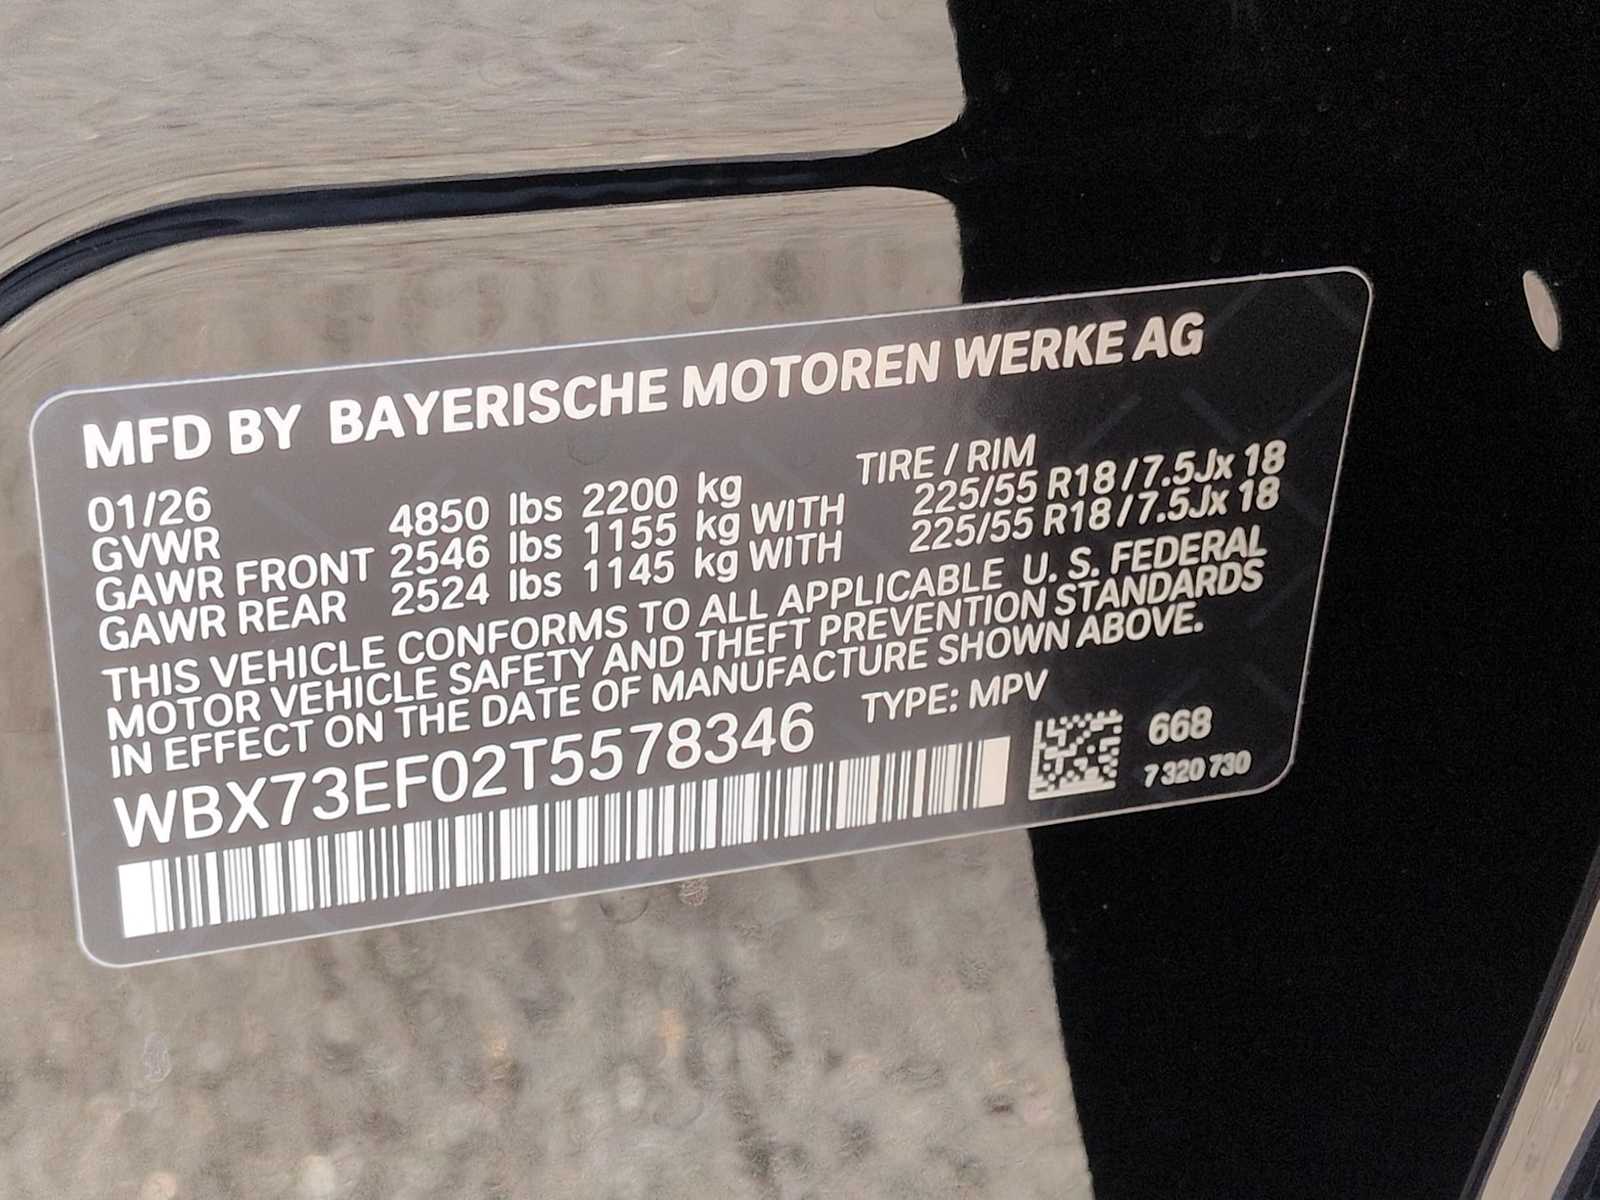 MFD BY BAYERISCHE MOTOREN WERKE AG
01/26 TIRE / RIM
GVWR 4850 lbs 2200 kg
GAWR FRONT 2546 lbs 1155 kg WITH 225/55 R18 / 7.5Jx 18
GAWR REAR 2524 lbs 1145 kg WITH 225/55 R18 / 7.5Jx 18
THIS VEHICLE CONFORMS TO ALL APPLICABLE U. S. FEDERAL
MOTOR VEHICLE SAFETY AND THEFT PREVENTION STANDARDS
IN EFFECT ON THE DATE OF MANUFACTURE SHOWN ABOVE.
WBX73EF02T5578346 TYPE: MPV
668
7 320 730